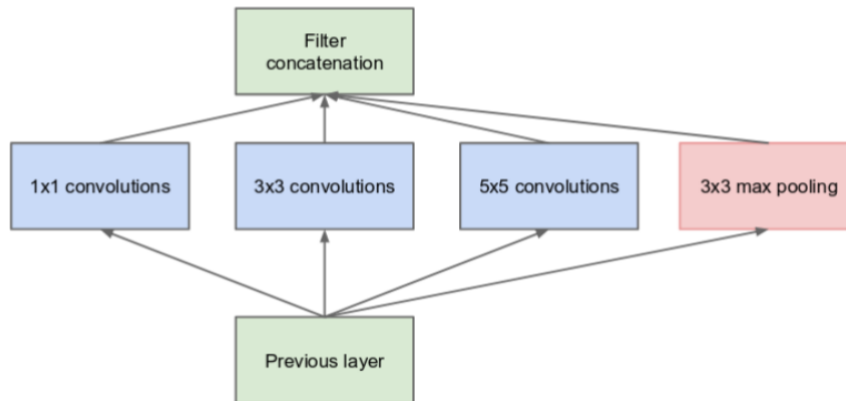 Filter
concatenation
1x1 convolutions
3x3 convolutions
5x5 convolutions
3x3 max pooling
Previous layer